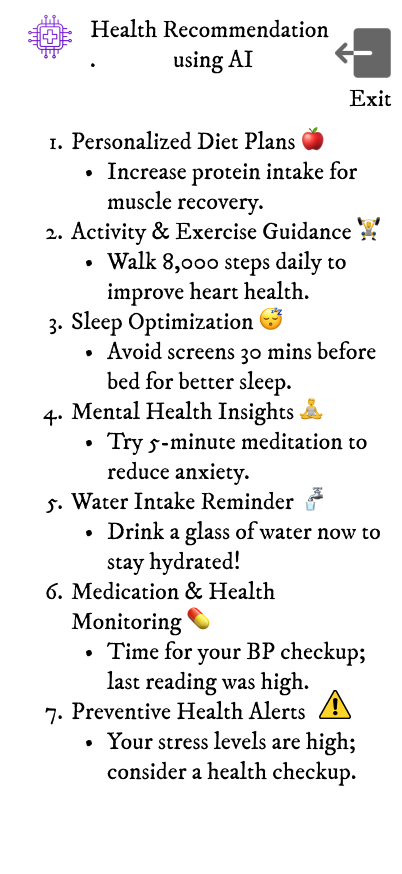 Health Recommendation
. using AI
Exit
1. Personalized Diet Plans 🍎
• Increase protein intake for
muscle recovery.
2. Activity & Exercise Guidance 🏋️
• Walk 8,000 steps daily to
improve heart health.
3. Sleep Optimization 😴
• Avoid screens 30 mins before
bed for better sleep.
4. Mental Health Insights 🧘
• Try 5-minute meditation to
reduce anxiety.
5. Water Intake Reminder 🚰
• Drink a glass of water now to
stay hydrated!
6. Medication & Health
Monitoring 💊
• Time for your BP checkup;
last reading was high.
7. Preventive Health Alerts ⚠️
• Your stress levels are high;
consider a health checkup.